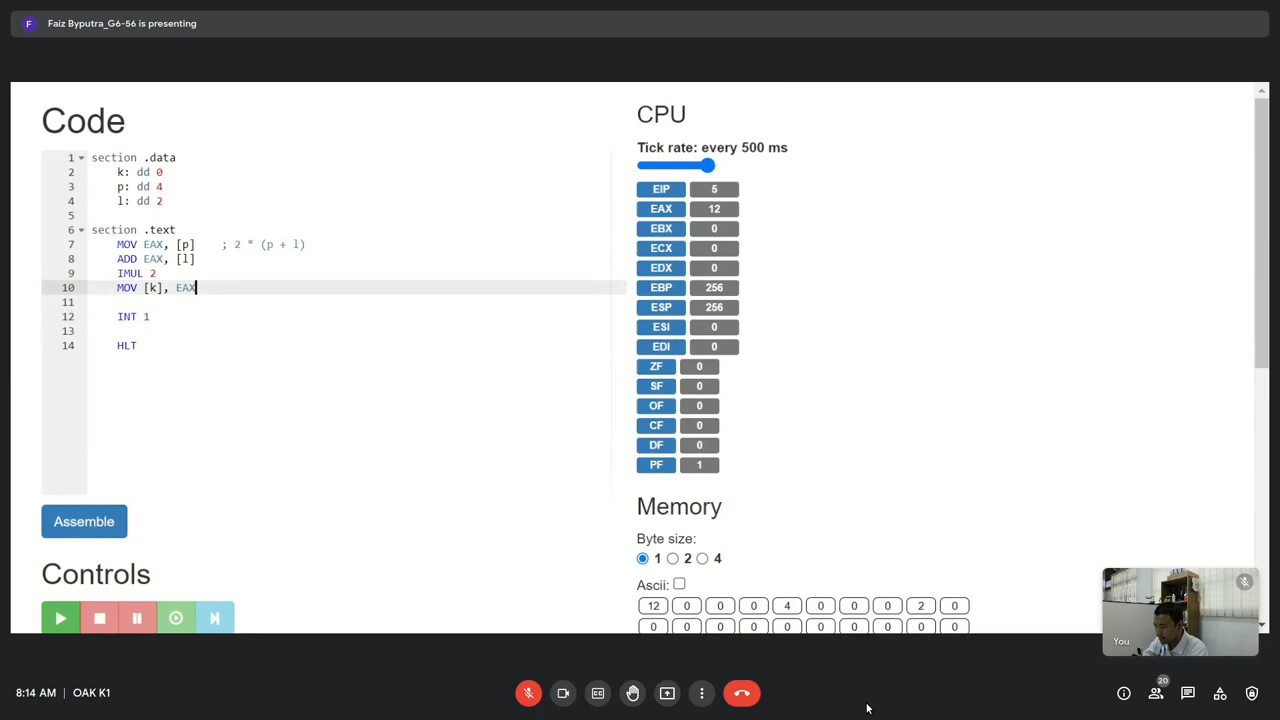 F Faiz Byputra_G6-56 is presenting
Code
1 section .data
2 k: dd 0
3 p: dd 4
4 l: dd 2
5
6 section .text
7 MOV EAX, [p] ; 2 * (p + l)
8 ADD EAX, [l]
9 IMUL 2
10 MOV [k], EAX
11
12 INT 1
13
14 HLT
Assemble
Controls
CPU
Tick rate: every 500 ms
EIP 5
EAX 12
EBX 0
ECX 0
EDX 0
EBP 256
ESP 256
ESI 0
EDI 0
ZF 0
SF 0
OF 0
CF 0
DF 0
PF 1
Memory
Byte size:
1 2 4
Ascii:
12 0 0 0 4 0 0 0 2 0
0 0 0 0 0 0 0 0 0 0
You
8:14 AM | OAK K1
20